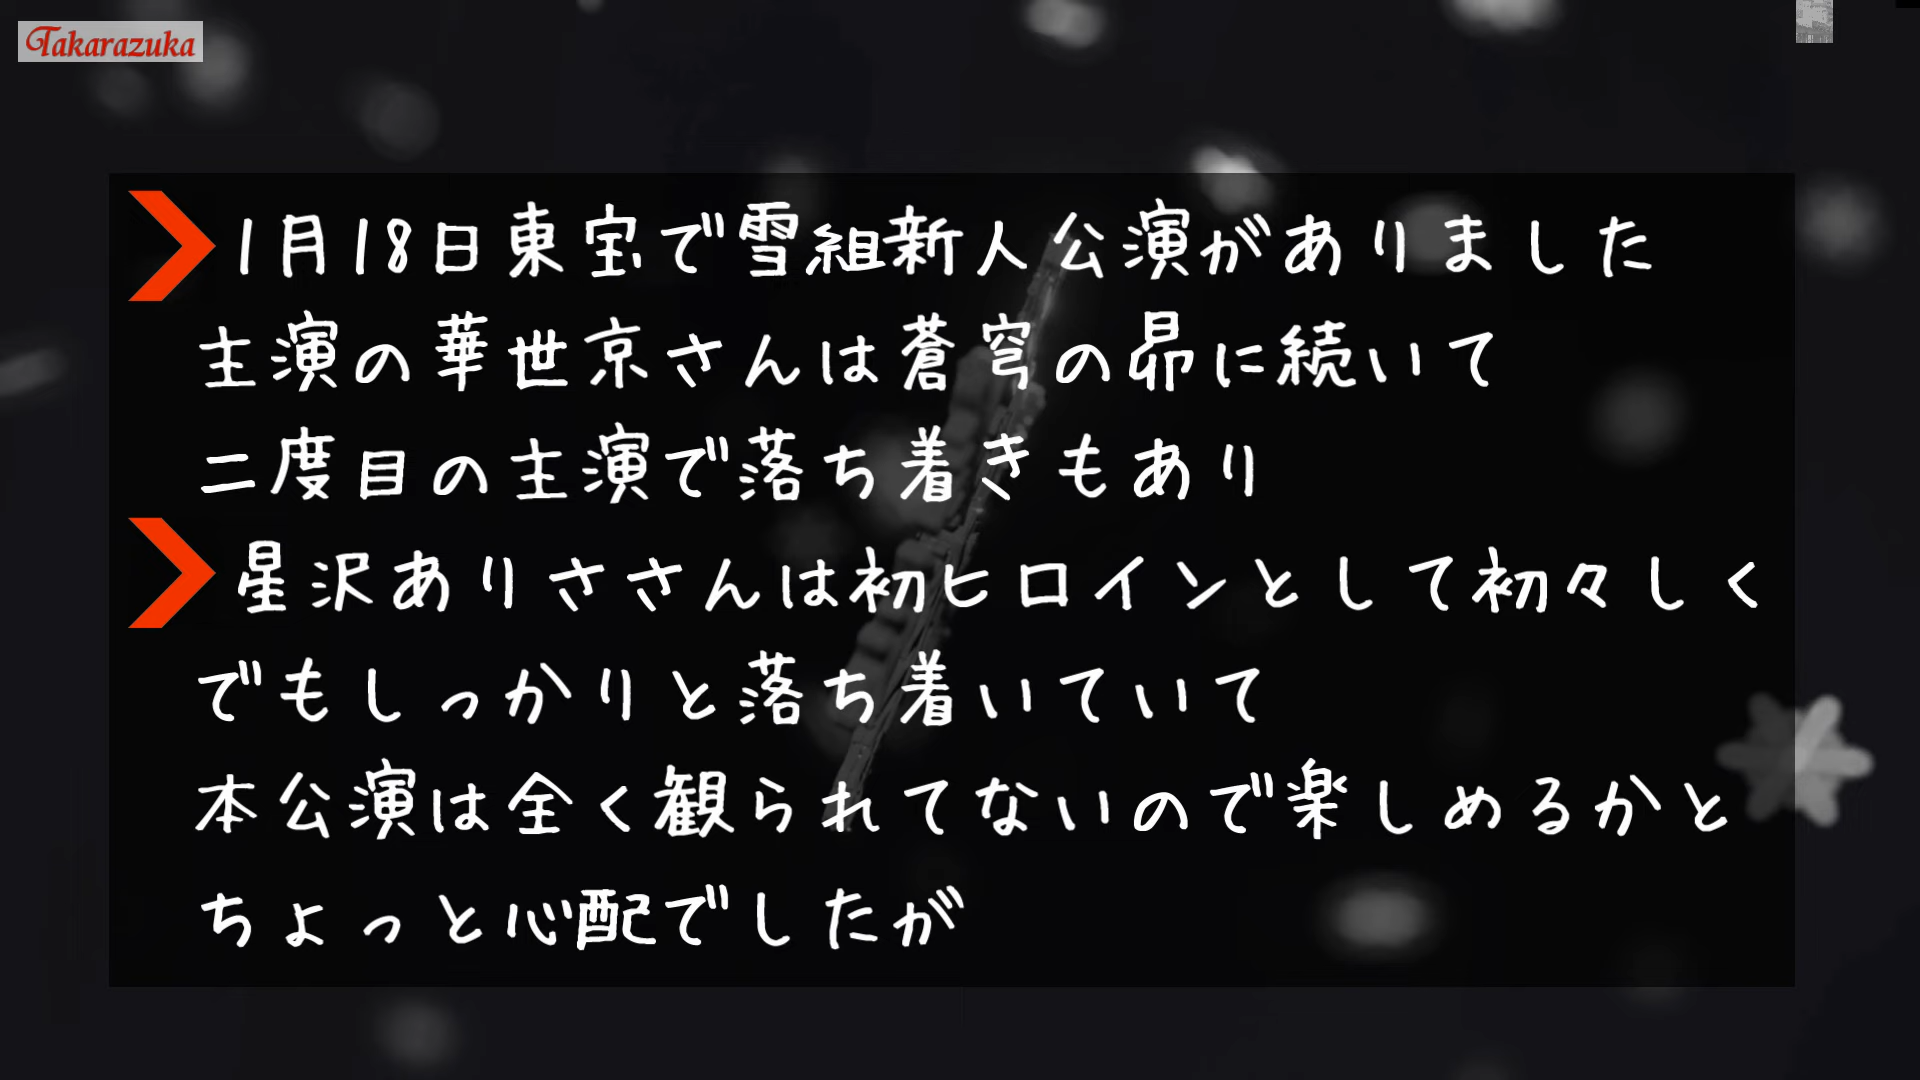 Takarazuka
1月18日東宝で雪組新人公演がありました
主演の華世京さんは蒼穹の昴に続いて
二度目の主演で落ち着きもあり
星沢ありささんは初ヒロインとして初々しく
でもしっかりと落ち着いていて
本公演は全く観られてないので楽しめるかと
ちょっと心配でしたが